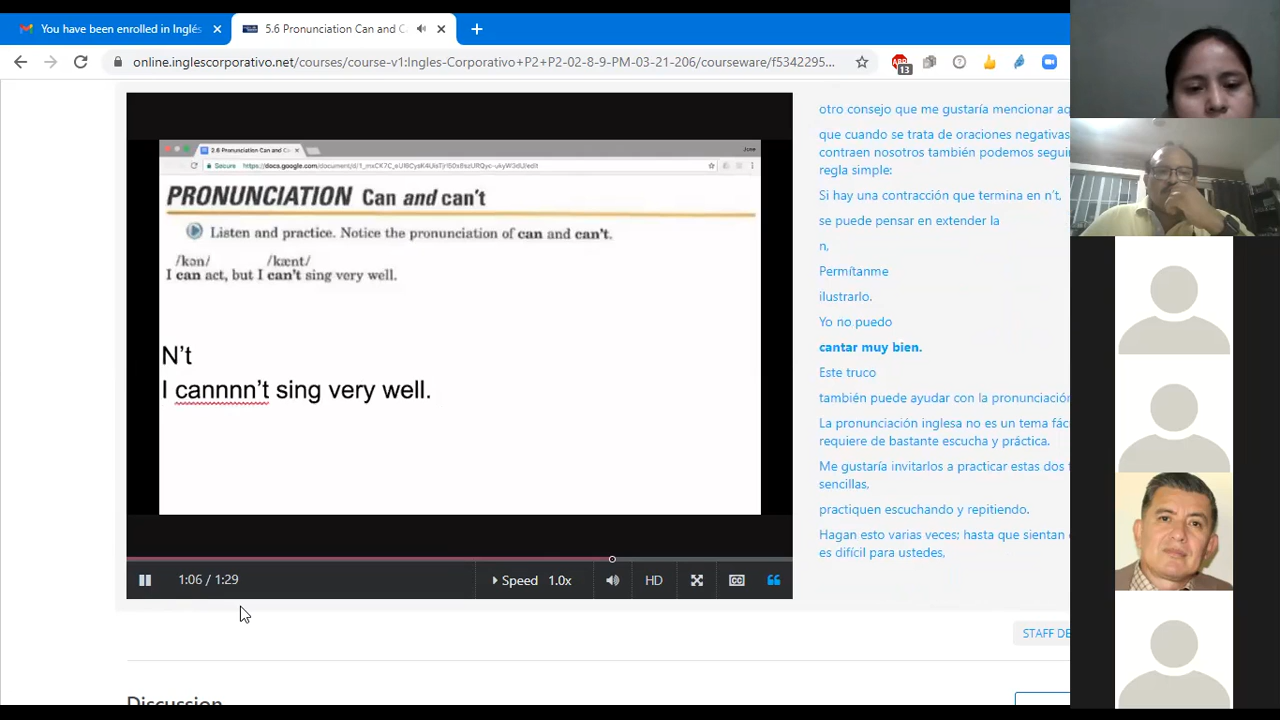 You have been enrolled in Inglés
5.6 Pronunciation Can and C
online.inglescorporativo.net/courses/course-v1:Ingles-Corporativo+P2+P2-02-8-9-PM-03-21-206/courseware/f5342295...
ABP
13
Jose
Secure
PRONUNCIATION Can and can't
Listen and practice. Notice the pronunciation of can and can't.
/kən/ /kænt/
I can act, but I can't sing very well.
N't
I cannnn't sing very well.
1:06 / 1:29
Speed 1.0x
HD
CC
otro consejo que me gustaría mencionar
que cuando se trata de oraciones negativas
contraen nosotros también podemos
regla simple:
Si hay una contracción que termina en n't,
se puede pensar en extender la
n,
Permítanme
ilustrarlo.
Yo no puedo
cantar muy bien.
Este truco
también puede ayudar con la pronunciación
La pronunciación inglesa no es un tema
requiere de bastante escucha y práctica.
Me gustaría invitarlos a practicar estas dos
sencillas,
practiquen escuchando y repitiendo.
Hagan esto varias veces; hasta que sientan
es difícil para ustedes,
STAFF
Discussion